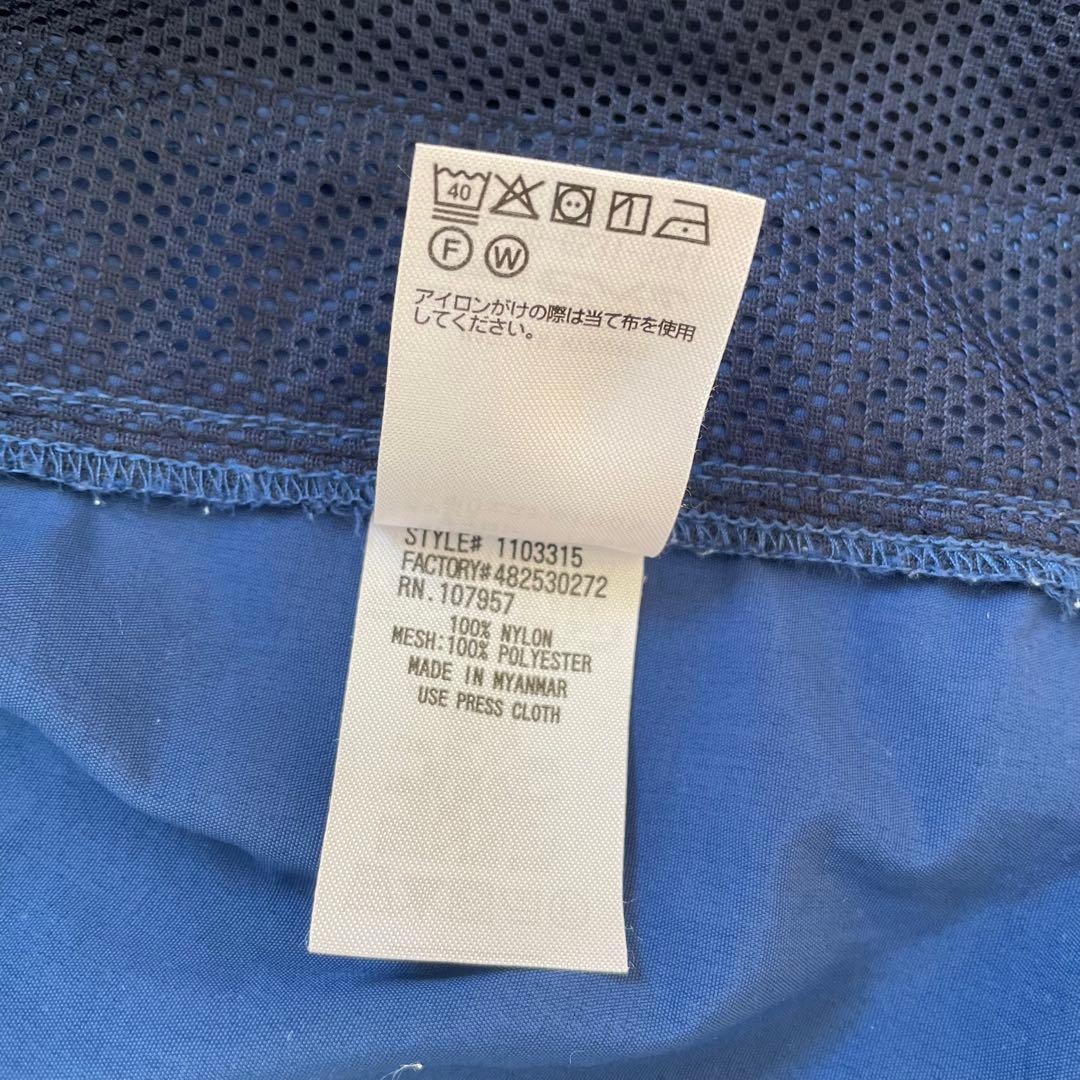 40
F W
アイロンがけの際は当て布を使用
してください。
STYLE# 1103315
FACTORY#482530272
RN.107957
100% NYLON
MESH:100% POLYESTER
MADE IN MYANMAR
USE PRESS CLOTH